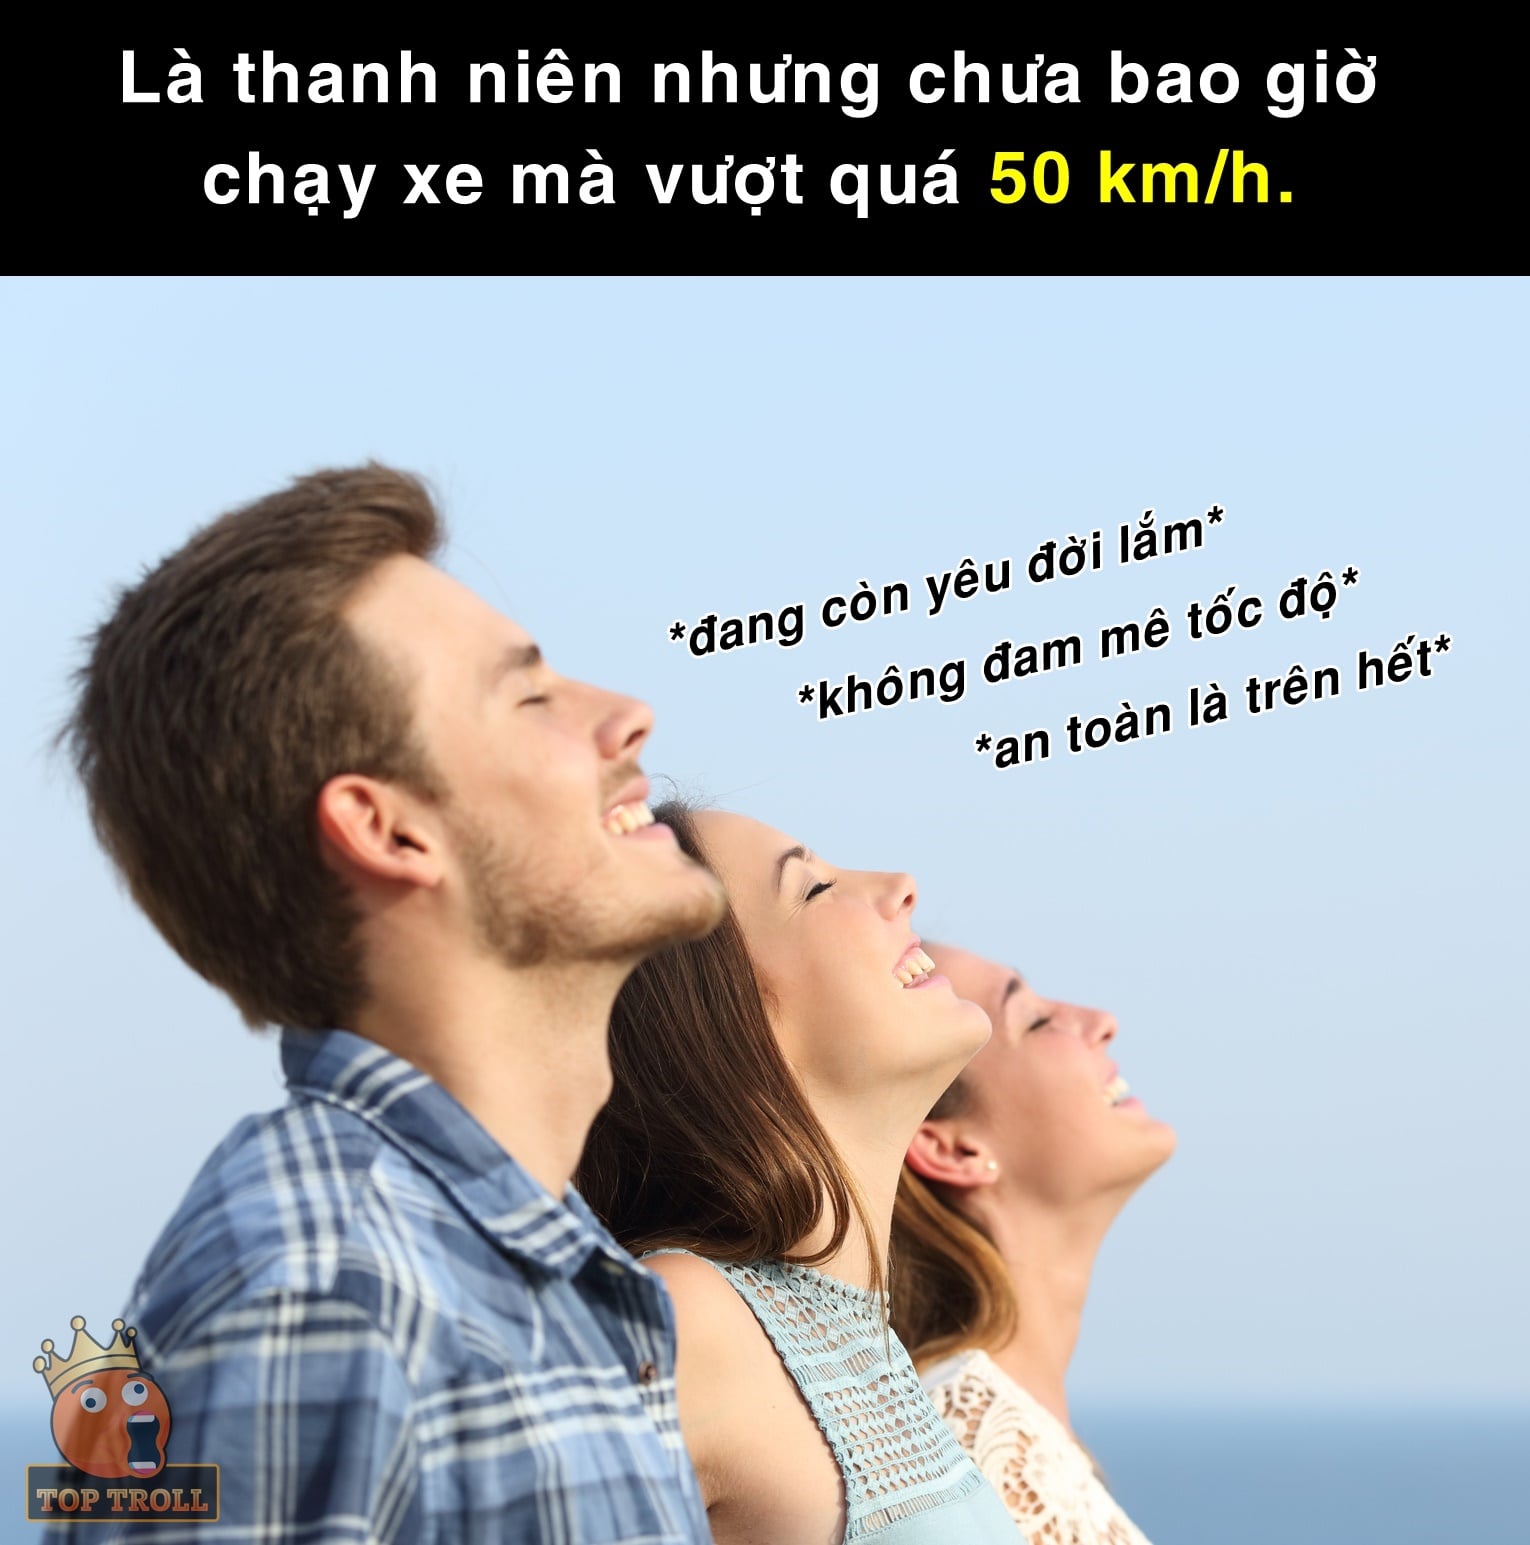 Là thanh niên nhưng chưa bao giờ
chạy xe mà vượt quá 50 km/h.
*đang còn yêu đời lắm*
*không đam mê tốc độ*
*an toàn là trên hết*
TOP TROLL